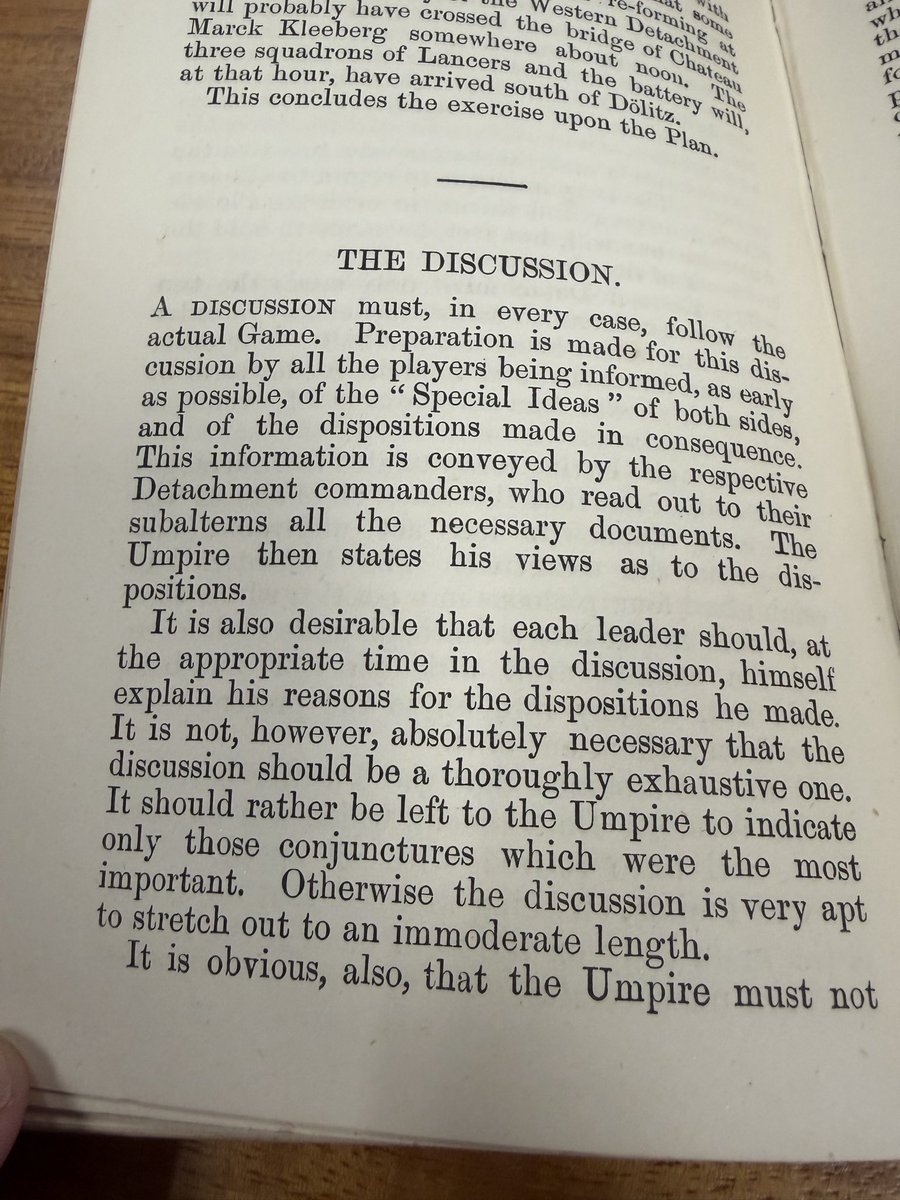 with
re-forming at some
the Western Detachment
will probably have crossed the bridge of Chateau
Marck Kleeberg somewhere about noon. The
three squadrons of Lancers and the battery will,
at that hour, have arrived south of Dölitz.
This concludes the exercise upon the Plan.
THE DISCUSSION.
A DISCUSSION must, in every case, follow the
actual Game. Preparation is made for this dis-
cussion by all the players being informed, as early
as possible, of the “Special Ideas” of both sides,
and of the dispositions made in consequence.
This information is conveyed by the respective
Detachment commanders, who read out to their
subalterns all the necessary documents. The
Umpire then states his views as to the dis-
positions.
It is also desirable that each leader should, at
the appropriate time in the discussion, himself
explain his reasons for the dispositions he made.
It is not, however, absolutely necessary that the
discussion should be a thoroughly exhaustive one.
It should rather be left to the Umpire to indicate
only those conjunctures which were the most
important. Otherwise the discussion is very apt
to stretch out to an immoderate length.
It is obvious, also, that the Umpire must not